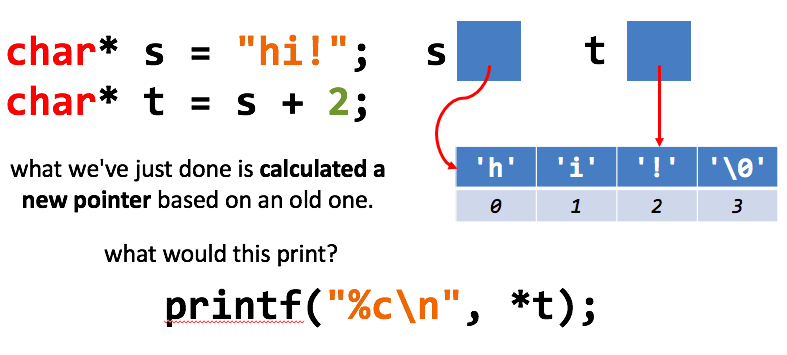 char* s = "hi!";
char* t = s + 2;
s
t
'h' 'i' '!' '\0'
0 1 2 3
what we've just done is calculated a
new pointer based on an old one.
what would this print?
printf("%c\n", *t);